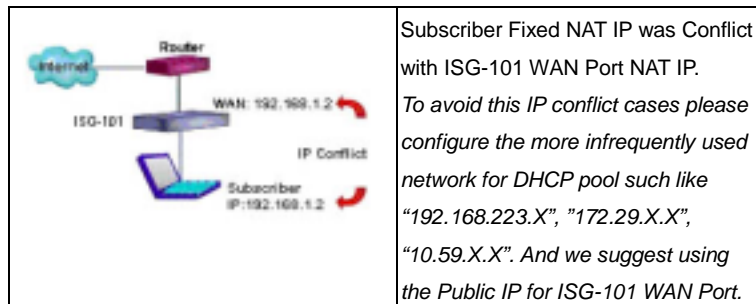 Router
Internet
WAN: 192.168.1.2
ISG-101
IP Conflict
Subscriber
IP:192.168.1.2
Subscriber Fixed NAT IP was Conflict
with ISG-101 WAN Port NAT IP.
To avoid this IP conflict cases please
configure the more infrequently used
network for DHCP pool such like
“192.168.223.X”, ”172.29.X.X”,
“10.59.X.X”. And we suggest using
the Public IP for ISG-101 WAN Port.